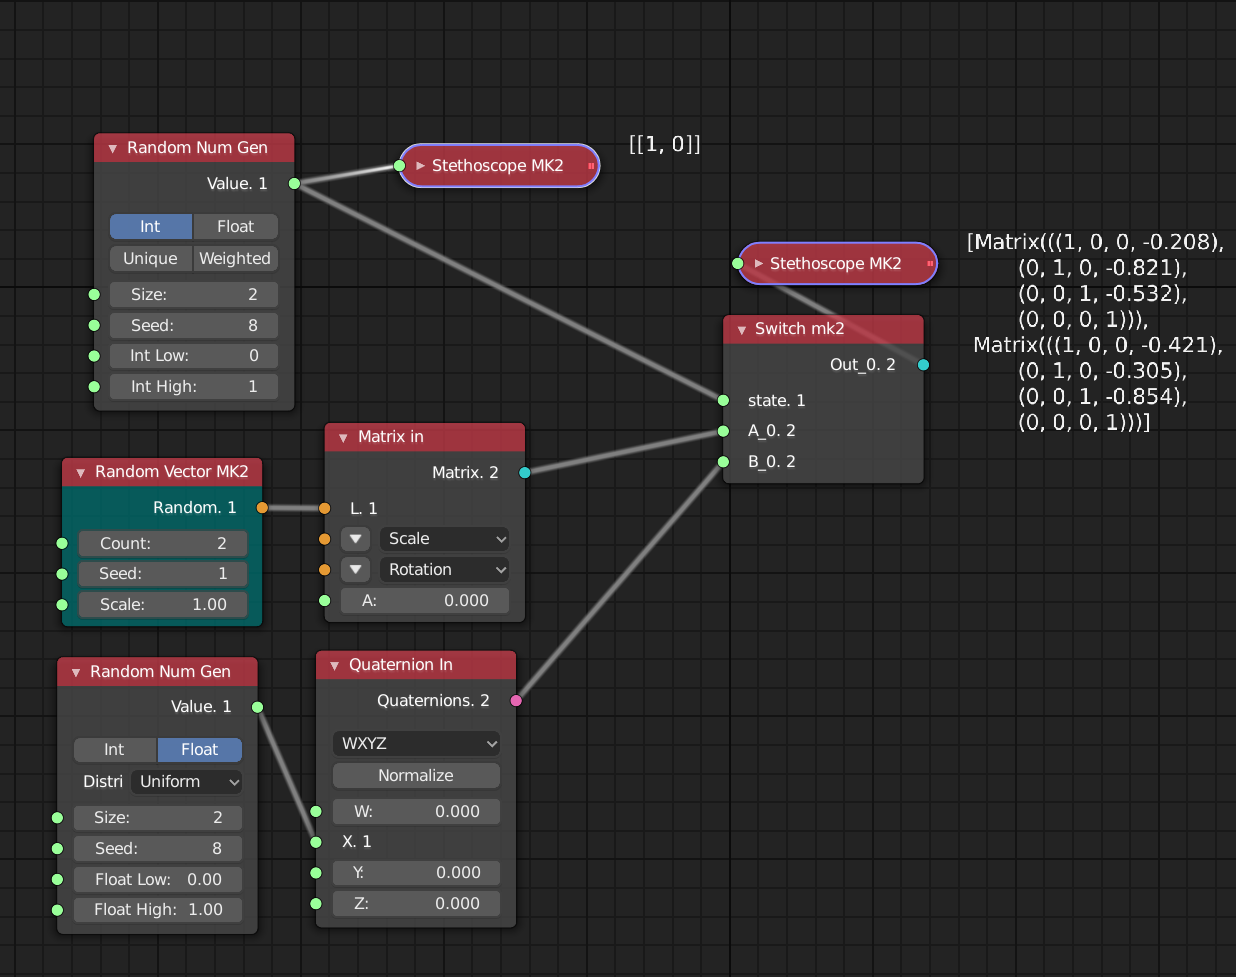 Random Num Gen
Value. 1
Int Float
Unique Weighted
Size: 2
Seed: 8
Int Low: 0
Int High: 1
Stethoscope MK2
[[1, 0]]
Stethoscope MK2
[Matrix(((1, 0, 0, -0.208),
(0, 1, 0, -0.821),
(0, 0, 1, -0.532),
(0, 0, 0, 1))),
Matrix(((1, 0, 0, -0.421),
(0, 1, 0, -0.305),
(0, 0, 1, -0.854),
(0, 0, 0, 1)))]
Switch mk2
Out_0. 2
state. 1
A_0. 2
B_0. 2
Matrix in
Matrix. 2
L. 1
Scale
Rotation
A: 0.000
Random Vector MK2
Random. 1
Count: 2
Seed: 1
Scale: 1.00
Random Num Gen
Value. 1
Int Float
Distri Uniform
Size: 2
Seed: 8
Float Low: 0.00
Float High: 1.00
Quaternion In
Quaternions. 2
WXYZ
Normalize
W: 0.000
X. 1
Y: 0.000
Z: 0.000